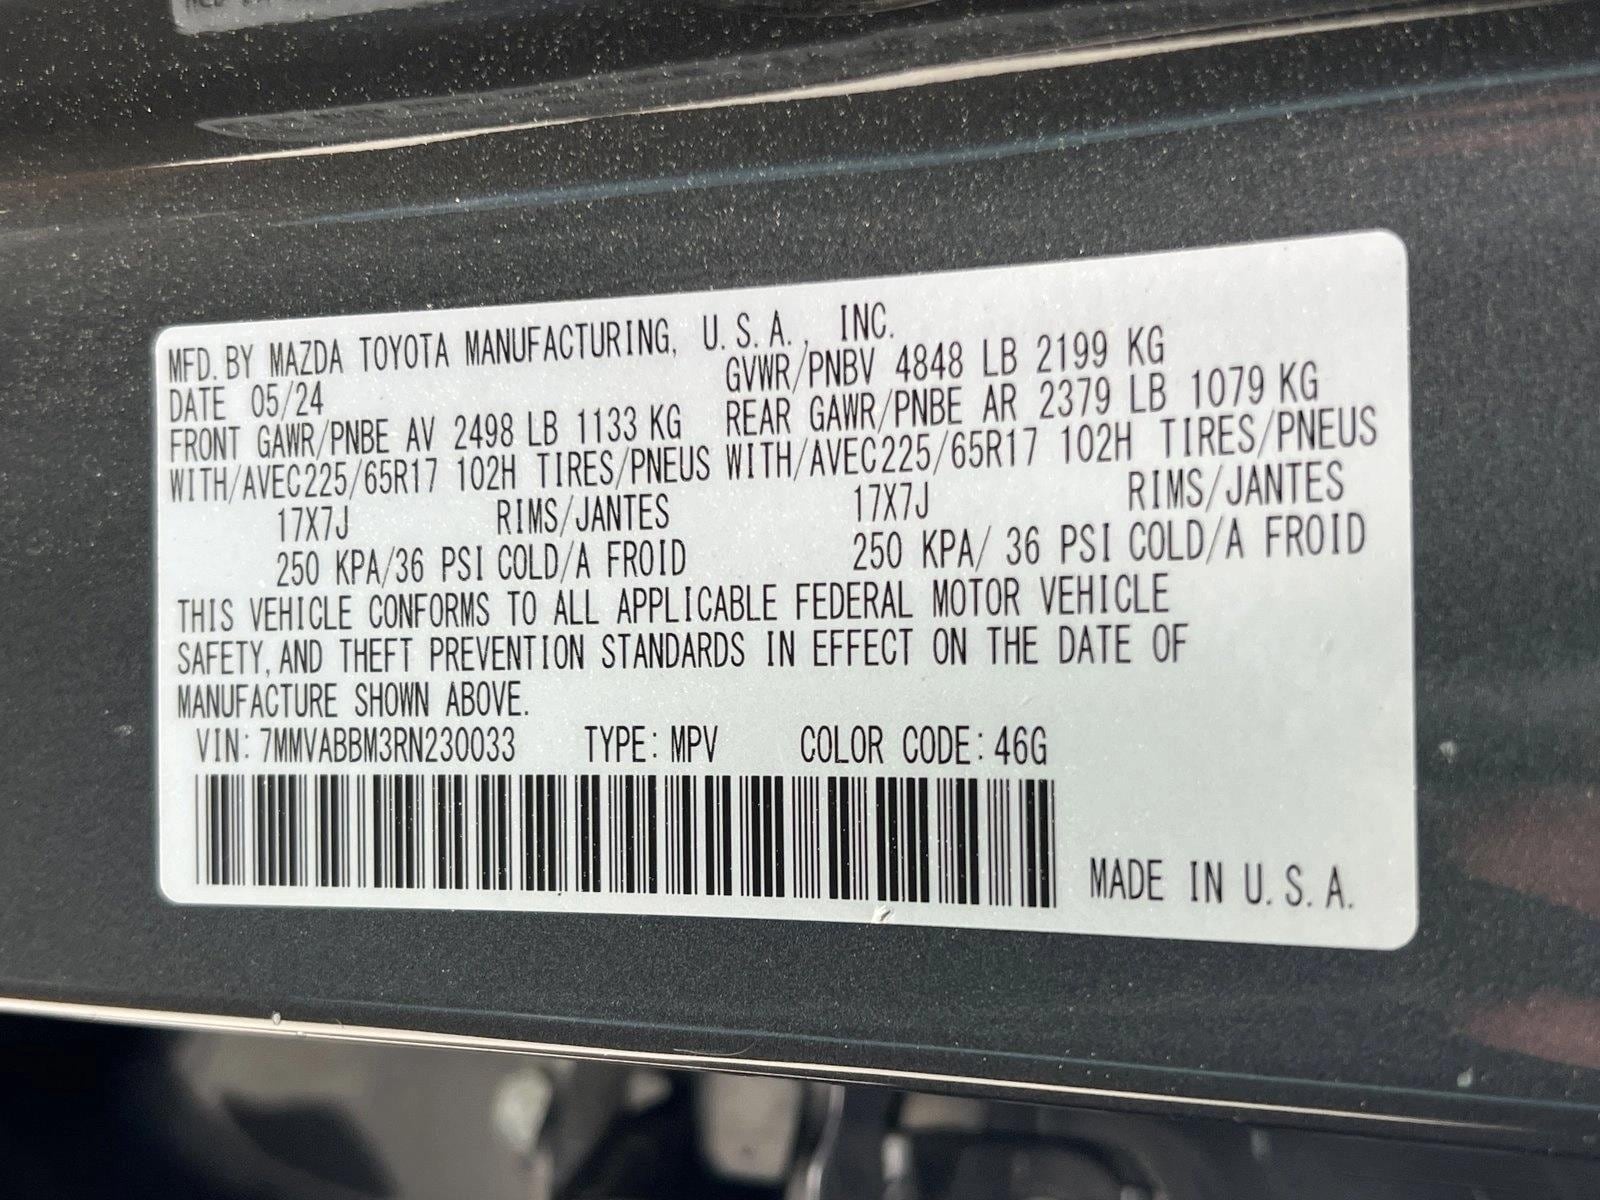 MFD. BY MAZDA TOYOTA MANUFACTURING, U. S. A. , INC.
DATE 05/24 GVWR/PNBV 4848 LB 2199 KG
FRONT GAWR/PNBE AV 2498 LB 1133 KG REAR GAWR/PNBE AR 2379 LB 1079 KG
WITH/AVEC225/65R17 102H TIRES/PNEUS WITH/AVEC225/65R17 102H TIRES/PNEUS
17X7J RIMS/JANTES 17X7J RIMS/JANTES
250 KPA/36 PSI COLD/A FROID 250 KPA/ 36 PSI COLD/A FROID
THIS VEHICLE CONFORMS TO ALL APPLICABLE FEDERAL MOTOR VEHICLE
SAFETY, AND THEFT PREVENTION STANDARDS IN EFFECT ON THE DATE OF
MANUFACTURE SHOWN ABOVE.
VIN: 7MMVABBM3RN230033 TYPE: MPV COLOR CODE: 46G
MADE IN U. S. A.